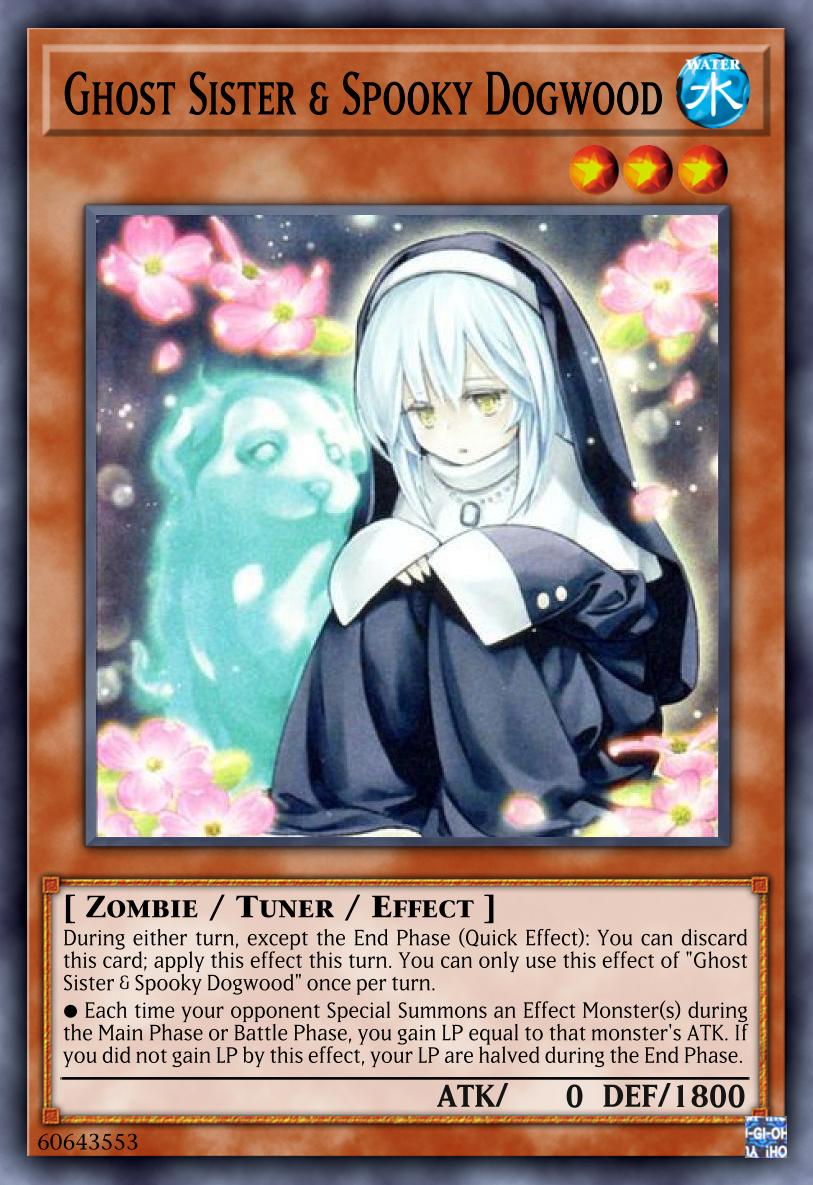 GHOST SISTER & SPOOKY DOGWOOD
WATER
水
[ ZOMBIE / TUNER / EFFECT ]
During either turn, except the End Phase (Quick Effect): You can discard
this card; apply this effect this turn. You can only use this effect of "Ghost
Sister & Spooky Dogwood" once per turn.
● Each time your opponent Special Summons an Effect Monster(s) during
the Main Phase or Battle Phase, you gain LP equal to that monster's ATK. If
you did not gain LP by this effect, your LP are halved during the End Phase.
ATK/ 0 DEF/1800
60643553